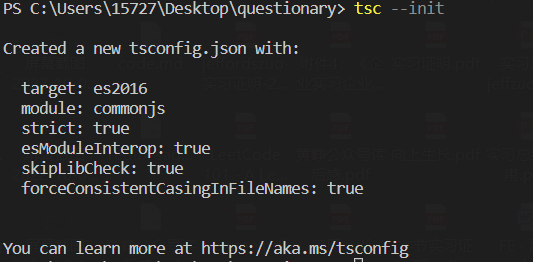 PS C:\Users\15727\Desktop\questionary> tsc --init
Created a new tsconfig.json with:
target: es2016
module: commonjs
strict: true
esModuleInterop: true
skipLibCheck: true
forceConsistentCasingInFileNames: true
You can learn more at https://aka.ms/tsconfig